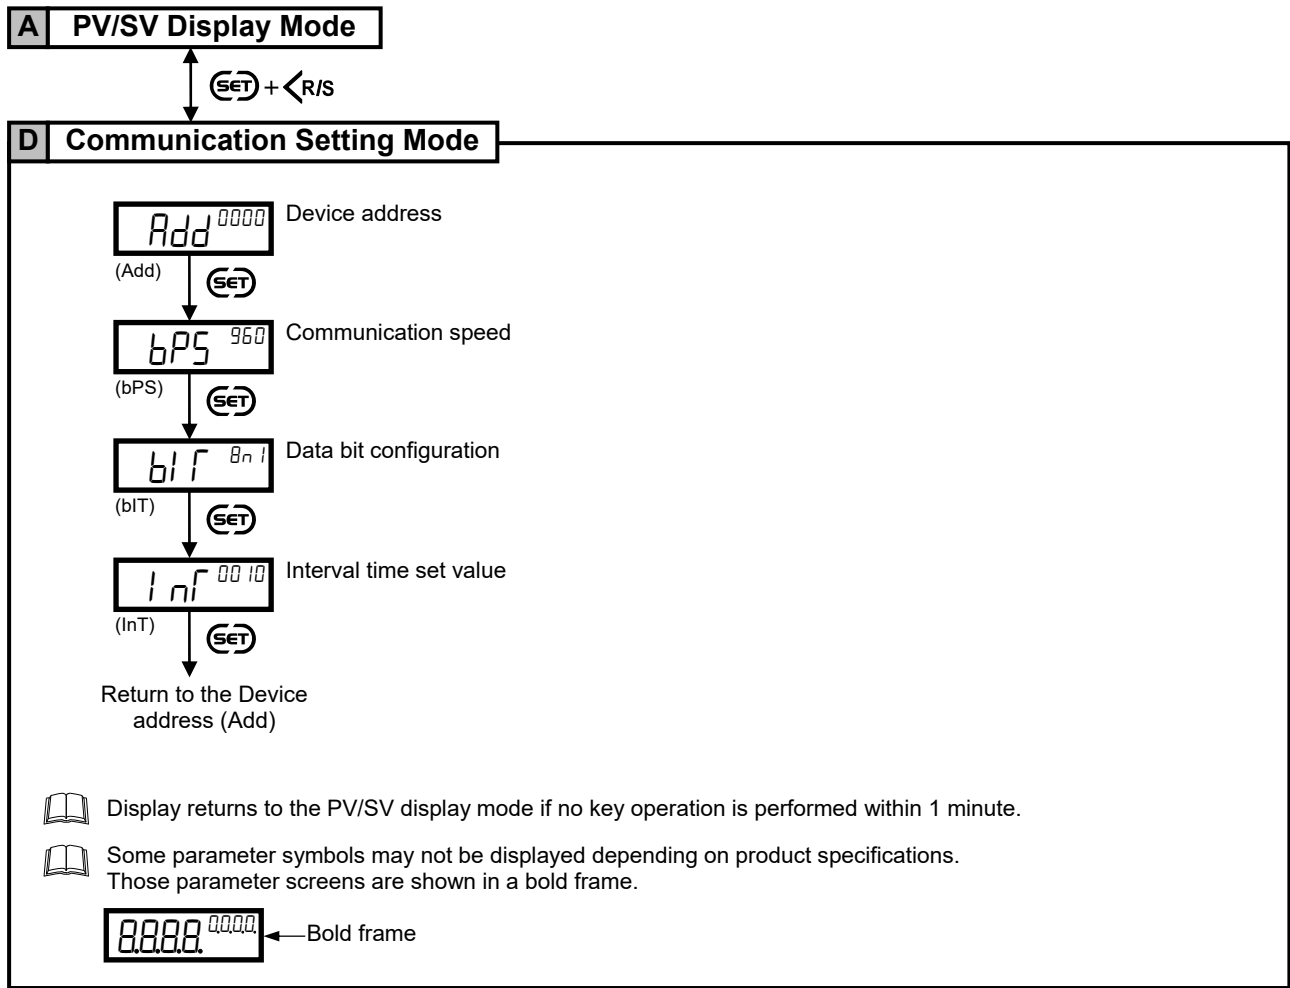 A PV/SV Display Mode
SET + <R/S
D Communication Setting Mode
Add 0000 Device address
(Add)
SET
bPS 960 Communication speed
(bPS)
SET
bIT 8n1 Data bit configuration
(bIT)
SET
InT 0010 Interval time set value
(InT)
SET
Return to the Device
address (Add)
Display returns to the PV/SV display mode if no key operation is performed within 1 minute.
Some parameter symbols may not be displayed depending on product specifications.
Those parameter screens are shown in a bold frame.
8.8.8.8. 0.0.0.0. Bold frame